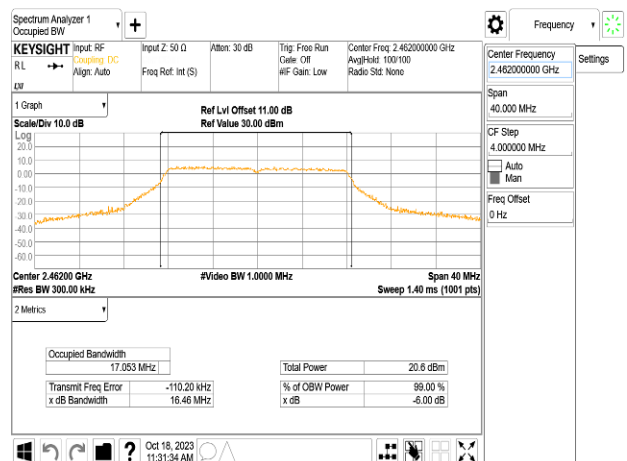 Spectrum Analyzer 1
Occupied BW
Frequency
KEYSIGHT
Input: RF
Input Z: 50 Ω
Atten: 30 dB
Trig: Free Run
Center Freq: 2.462000000 GHz
RL
Coupling: DC
Gate: Off
Avg|Hold: 100/100
Align: Auto
Freq Ref: Int (S)
#IF Gain: Low
Radio Std: None
Center Frequency
2.462000000 GHz
Settings
Span
40.000 MHz
CF Step
4.000000 MHz
Auto
Man
Freq Offset
0 Hz
1 Graph
Ref Lvl Offset 11.00 dB
Scale/Div 10.0 dB
Ref Value 30.00 dBm
Log
20.0
10.0
0.00
-10.0
-20.0
-30.0
-40.0
-50.0
-60.0
Center 2.46200 GHz
#Video BW 1.0000 MHz
Span 40 MHz
#Res BW 300.00 kHz
Sweep 1.40 ms (1001 pts)
2 Metrics
Occupied Bandwidth
17.053 MHz
Total Power
20.6 dBm
Transmit Freq Error
-110.20 kHz
% of OBW Power
99.00 %
x dB Bandwidth
16.46 MHz
x dB
-6.00 dB
?
Oct 18, 2023
11:31:34 AM